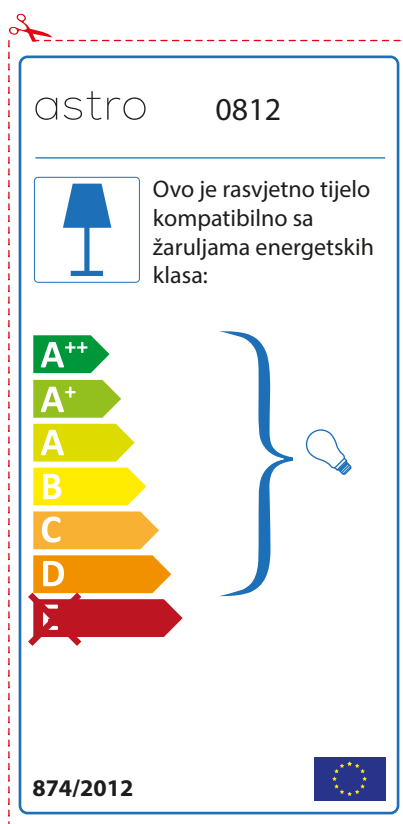 astro 0812
Ovo je rasvjetno tijelo
kompatibilno sa
žaruljama energetskih
klasa:
A++
A+
A
B
C
D
E
874/2012